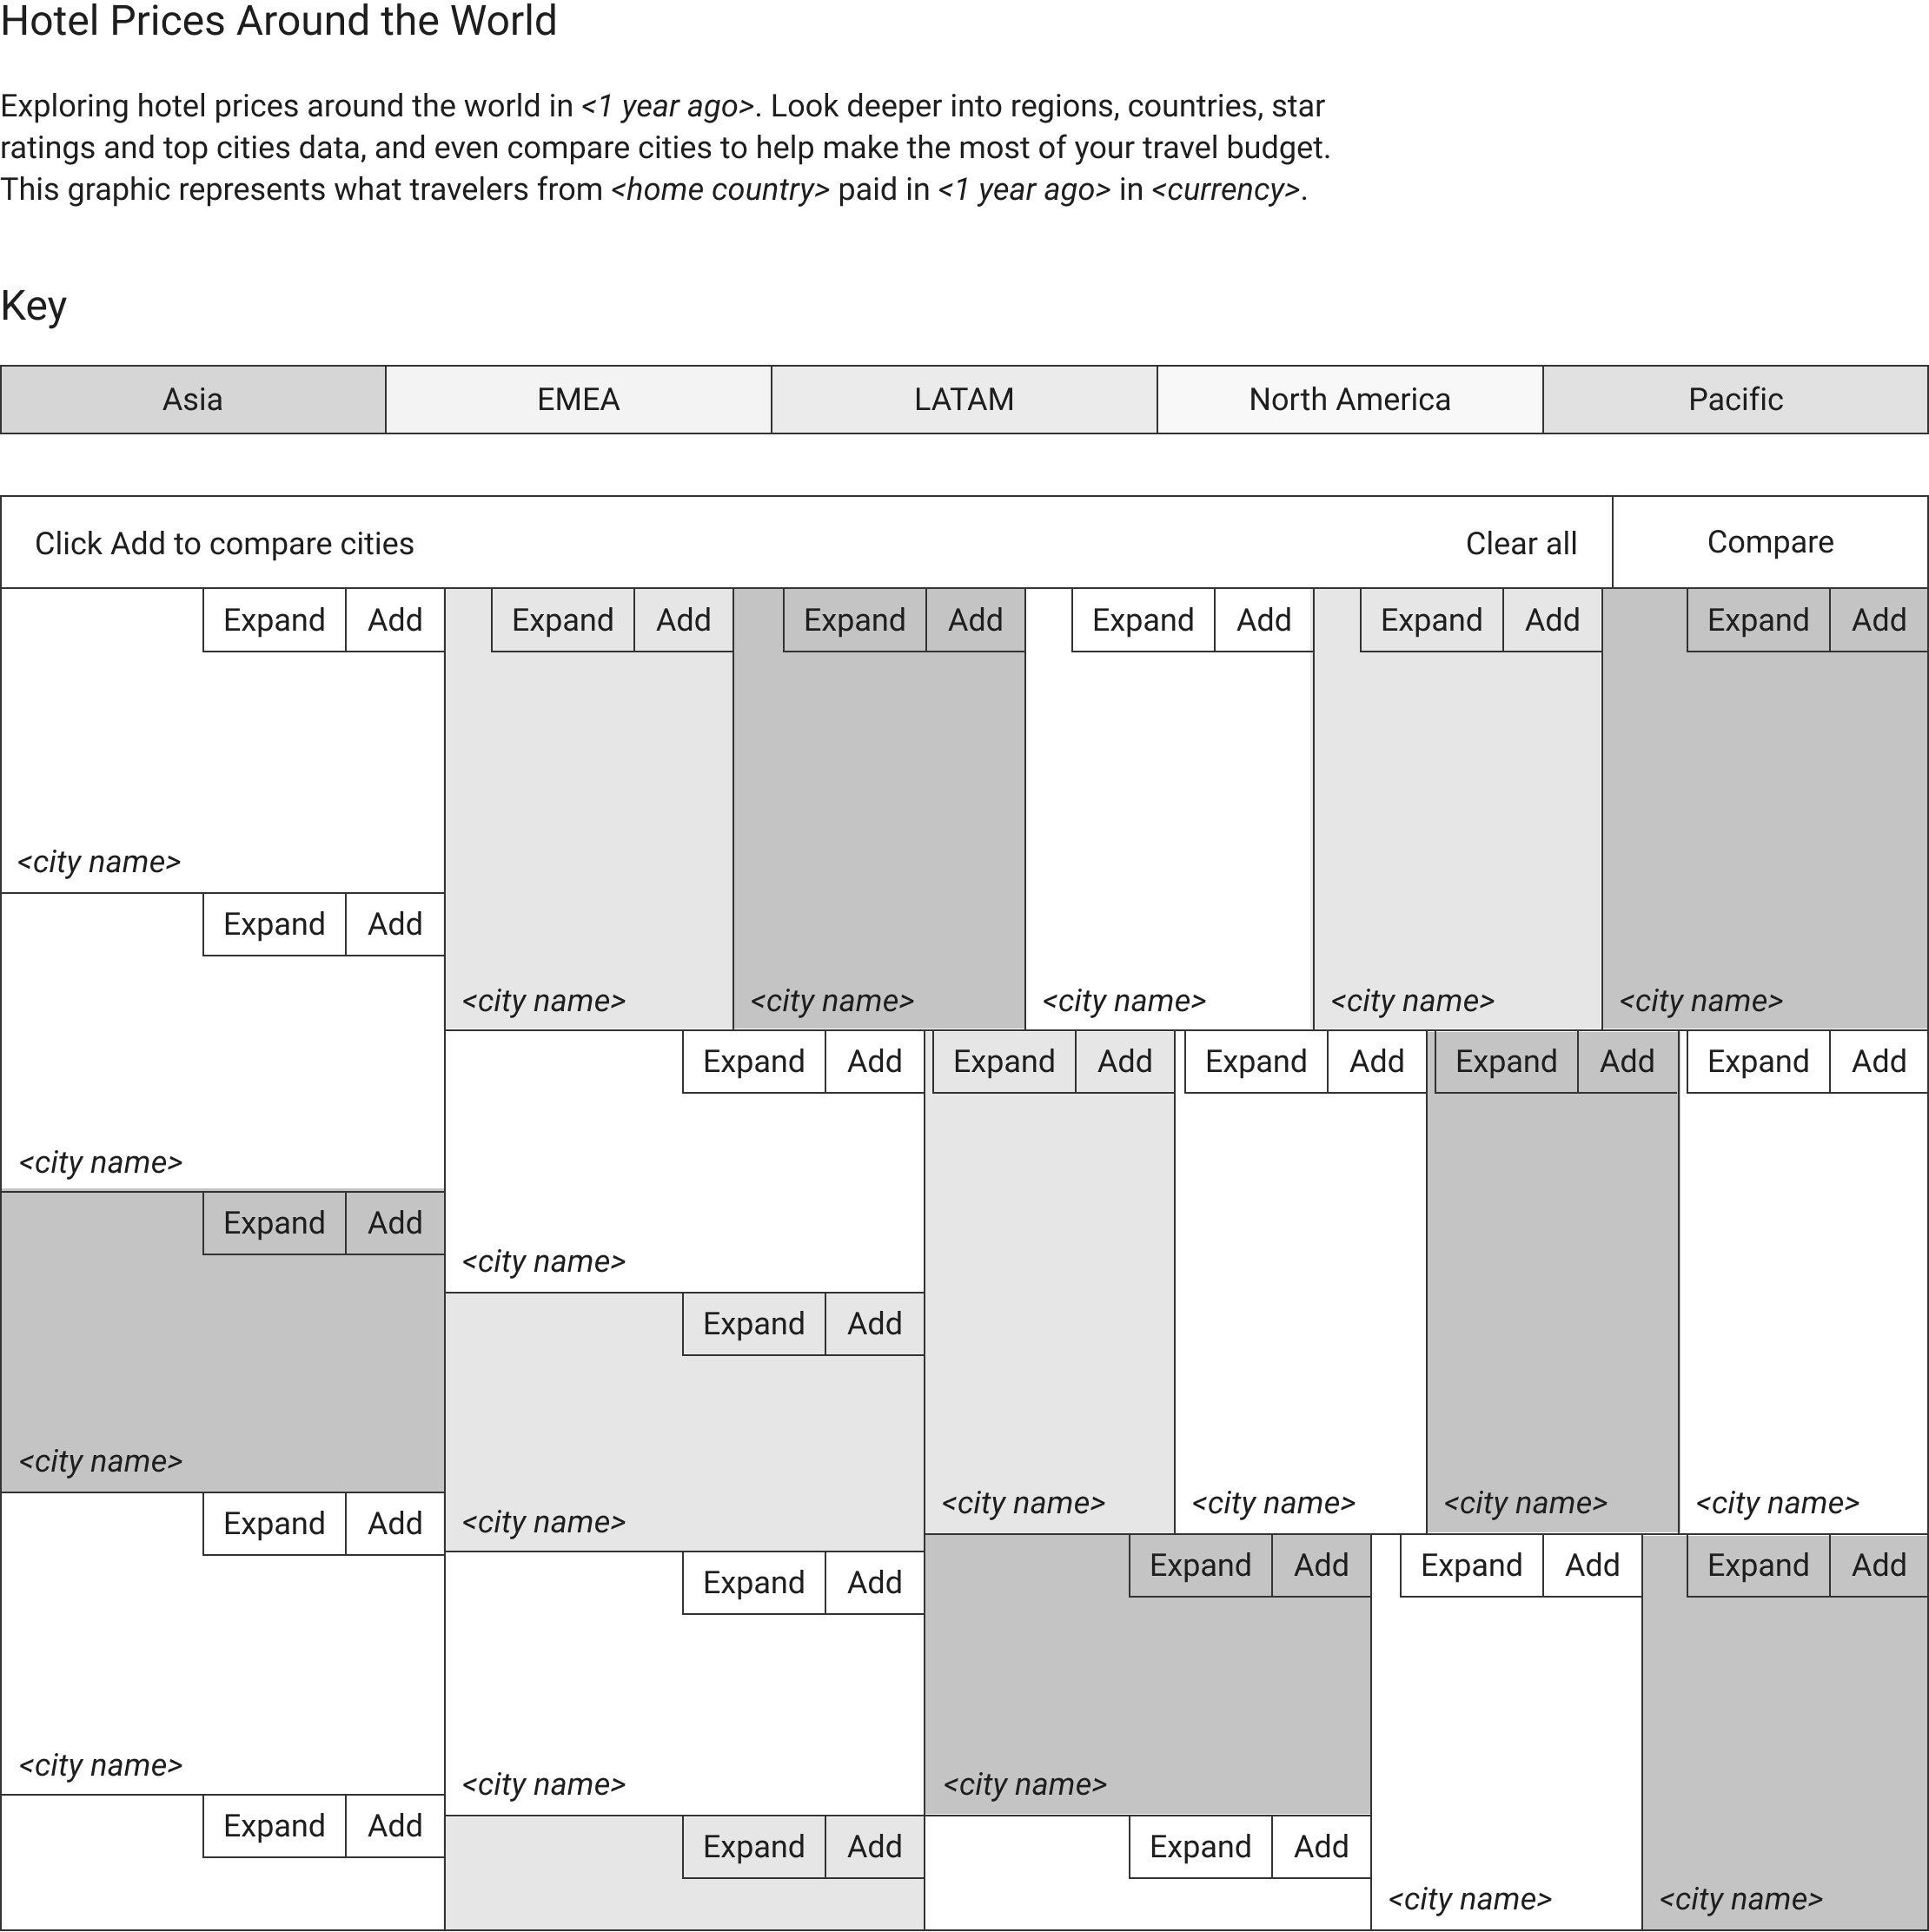 Hotel Prices Around the World
Exploring hotel prices around the world in <1 year ago>. Look deeper into regions, countries, star
ratings and top cities data, and even compare cities to help make the most of your travel budget.
This graphic represents what travelers from <home country> paid in <1 year ago> in <currency>.
Key
Asia EMEA LATAM North America Pacific
Click Add to compare cities Clear all Compare
Expand Add Expand Add Expand Add Expand Add Expand Add Expand Add
<city name>
Expand Add
<city name> <city name> <city name> <city name> <city name>
Expand Add Expand Add Expand Add Expand Add Expand Add
<city name>
Expand Add
<city name>
Expand Add
<city name>
<city name> <city name> <city name> <city name>
<city name>
Expand Add
Expand Add Expand Add Expand Add
Expand Add
<city name>
<city name> <city name>
Expand Add
Expand Add Expand Add
<city name> <city name>